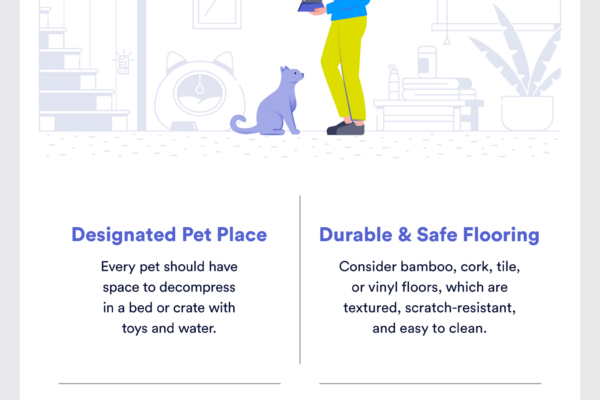 Designated Pet Place
Every pet should have
space to decompress
in a bed or crate with
toys and water.
Durable & Safe Flooring
Consider bamboo, cork, tile,
or vinyl floors, which are
textured, scratch-resistant,
and easy to clean.